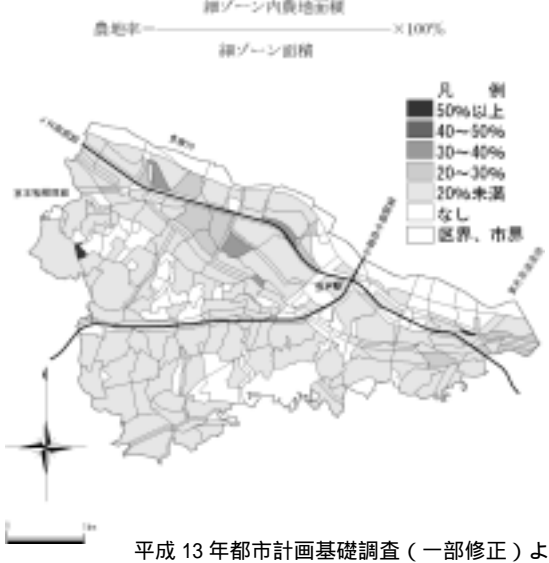 細ゾーン内農地面積
農地率＝ ×100%
細ゾーン面積
凡 例
50%以上
40～50%
30～40%
20～30%
20%未満
なし
区界、市界
平成 13 年都市計画基礎調査（一部修正）よ